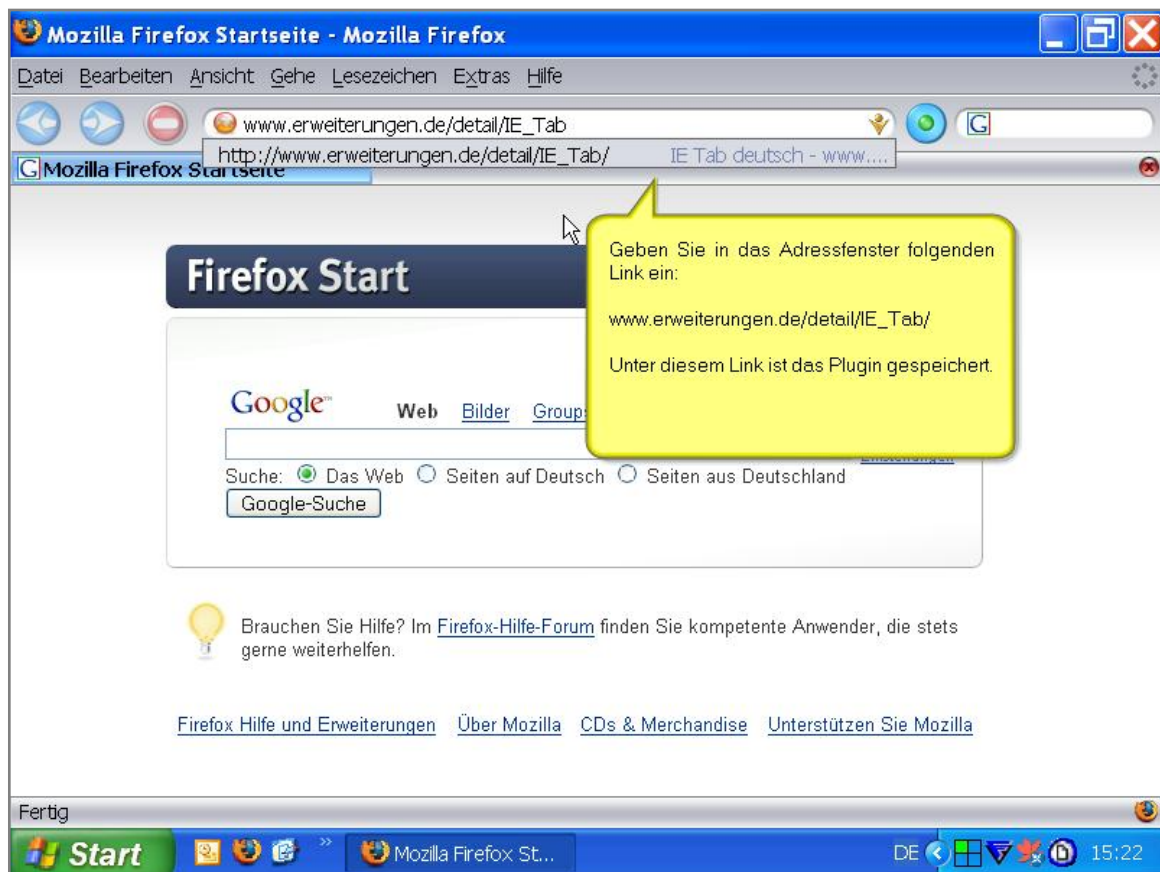 Mozilla Firefox Startseite - Mozilla Firefox
Datei Bearbeiten Ansicht Gehe Lesezeichen Extras Hilfe
www.erweiterungen.de/detail/IE_Tab
G
http://www.erweiterungen.de/detail/IE_Tab/ IE Tab deutsch - www....
G Mozilla Firefox Startseite
Geben Sie in das Adressfenster folgenden
Link ein:
www.erweiterungen.de/detail/IE_Tab/
Unter diesem Link ist das Plugin gespeichert.
Firefox Start
Google™ Web Bilder Groups
Einstellungen
Suche: Das Web Seiten auf Deutsch Seiten aus Deutschland
Google-Suche
Brauchen Sie Hilfe? Im Firefox-Hilfe-Forum finden Sie kompetente Anwender, die stets
gerne weiterhelfen.
Firefox Hilfe und Erweiterungen Über Mozilla CDs & Merchandise Unterstützen Sie Mozilla
Fertig
Start » Mozilla Firefox St... DE 15:22